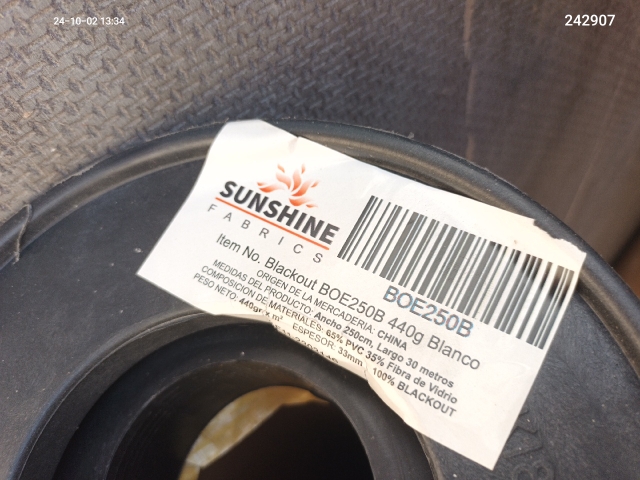 24-10-02 13:34
242907
SUNSHINE
FABRICS
BOE250B
Item No. Blackout BOE250B 440g Blanco
ORIGEN DE LA MERCADERIA: CHINA
MEDIDAS DEL PRODUCTO: Ancho 250cm, Largo 30 metros
COMPOSICION DE MATERIALES: 65% PVC 35% Fibra de Vidrio
PESO NETO: 440gr x m² ESPESOR: 33mm 100% BLACKOUT